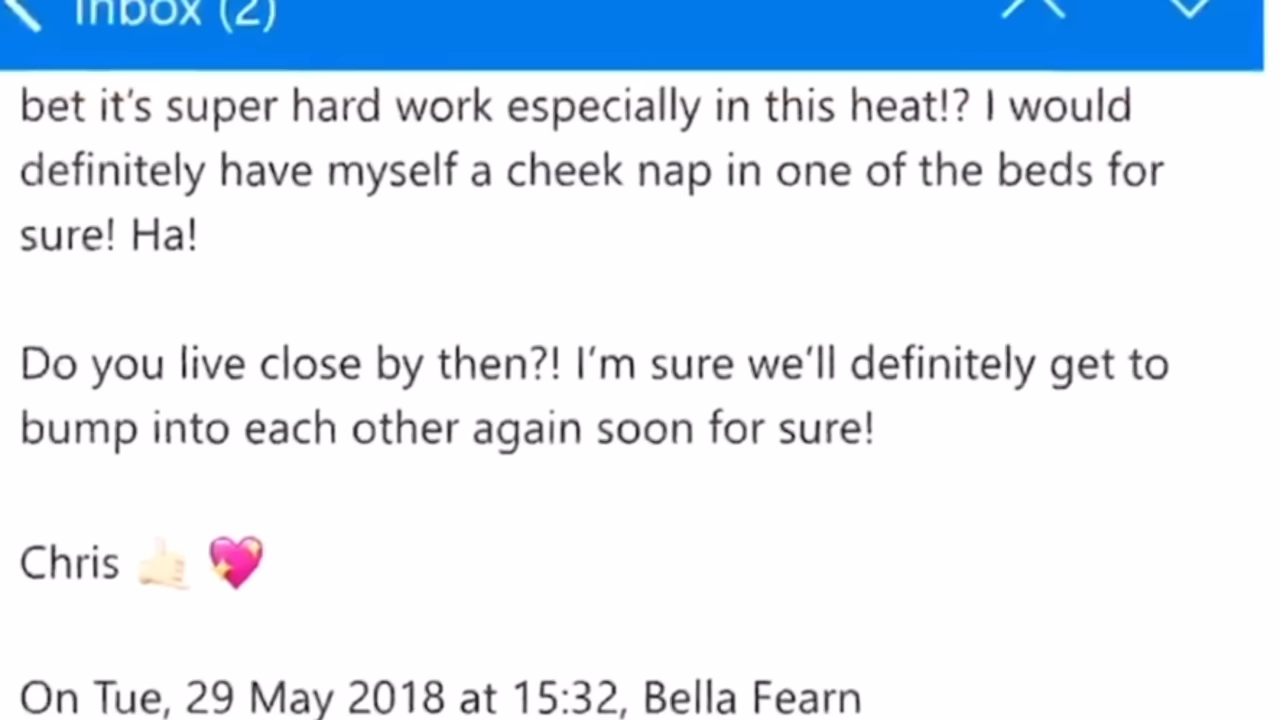 Inbox (2)
bet it's super hard work especially in this heat!? I would
definitely have myself a cheek nap in one of the beds for
sure! Ha!
Do you live close by then?! I'm sure we'll definitely get to
bump into each other again soon for sure!
Chris 🤙🏻 💖
On Tue, 29 May 2018 at 15:32, Bella Fearn